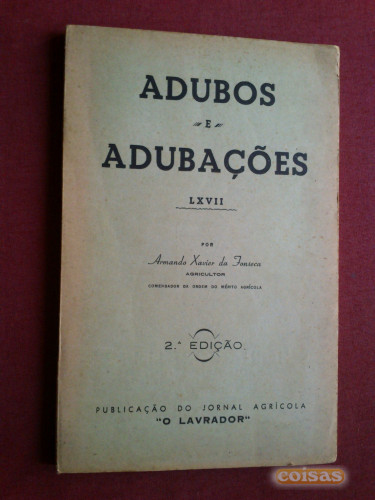 ADUBOS
E
ADUBAÇÕES
LXVII
POR
Armando Xavier da Fonseca
AGRICULTOR
COMENDADOR DA ORDEM DO MÉRITO AGRÍCOLA
2.ª EDIÇÃO
PUBLICAÇÃO DO JORNAL AGRÍCOLA
"O LAVRADOR"
coisas